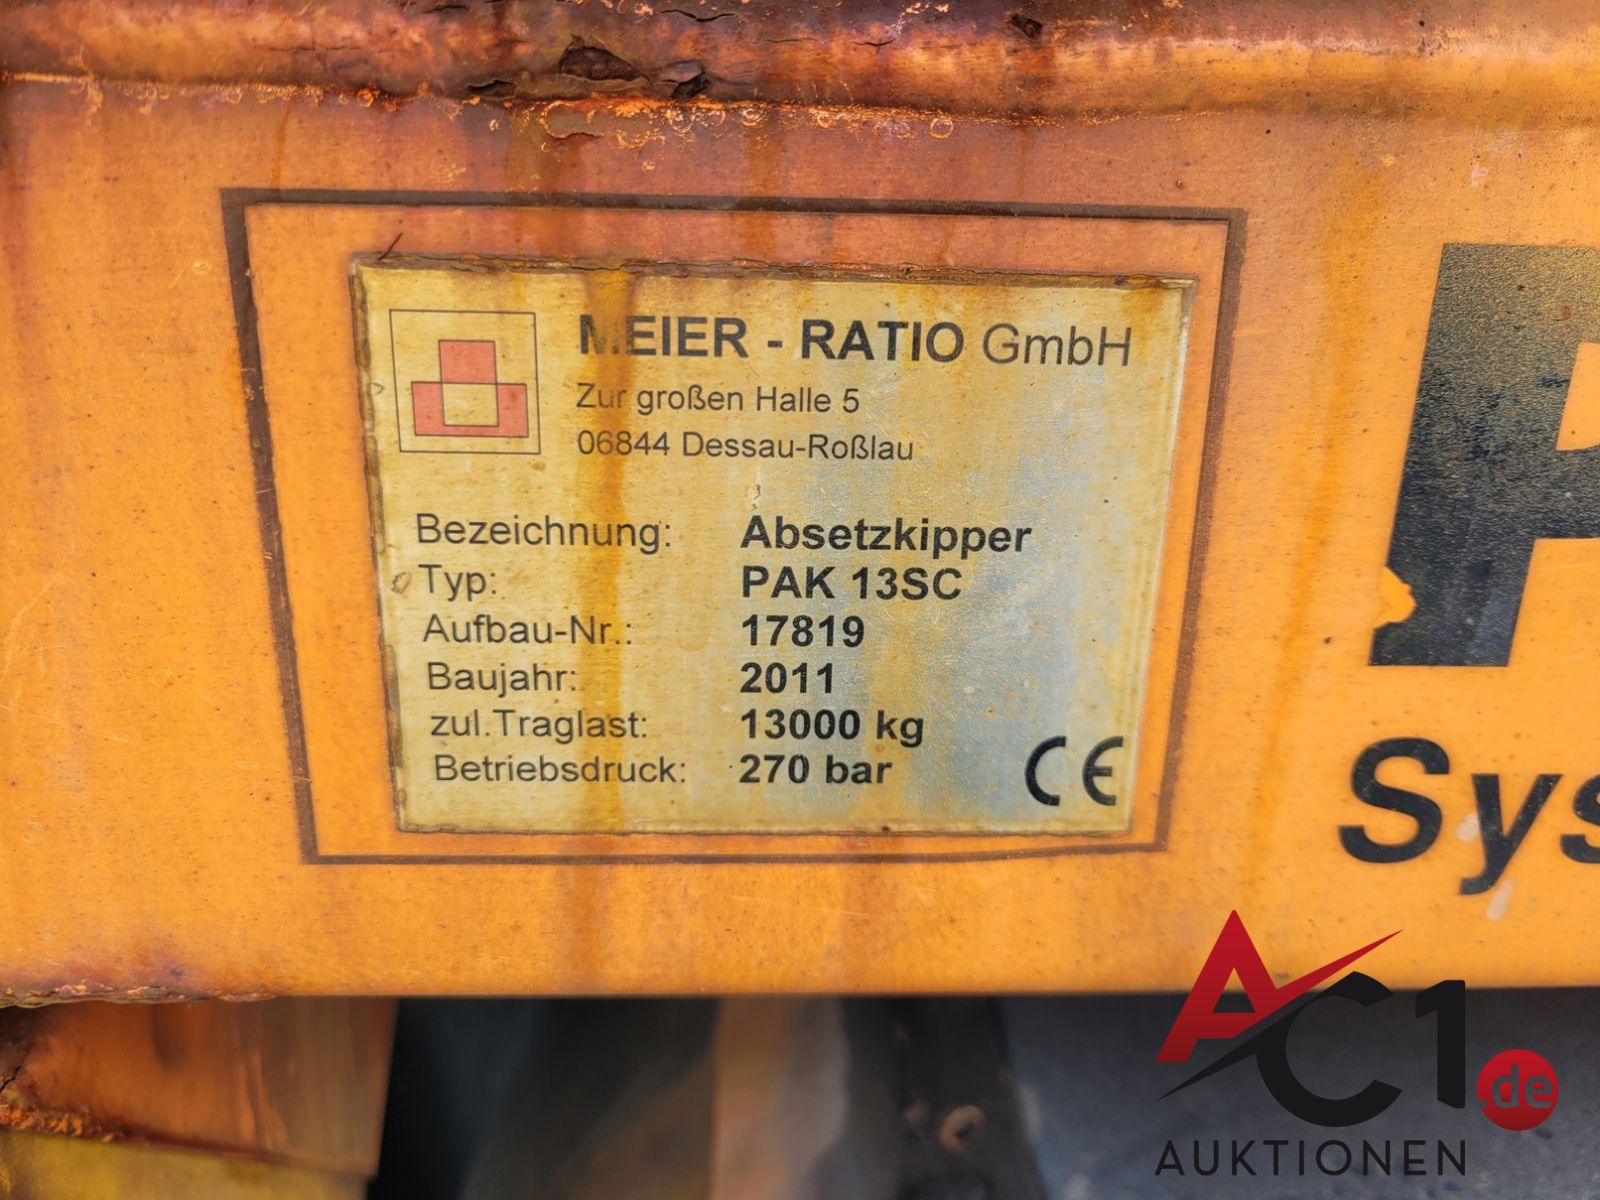 MEIER - RATIO GmbH
Zur großen Halle 5
06844 Dessau-Roßlau
Bezeichnung: Absetzkipper
Typ: PAK 13SC
Aufbau-Nr.: 17819
Baujahr: 2011
zul.Traglast: 13000 kg
Betriebsdruck: 270 bar
CE
P
Sys
AC1.de
AUKTIONEN